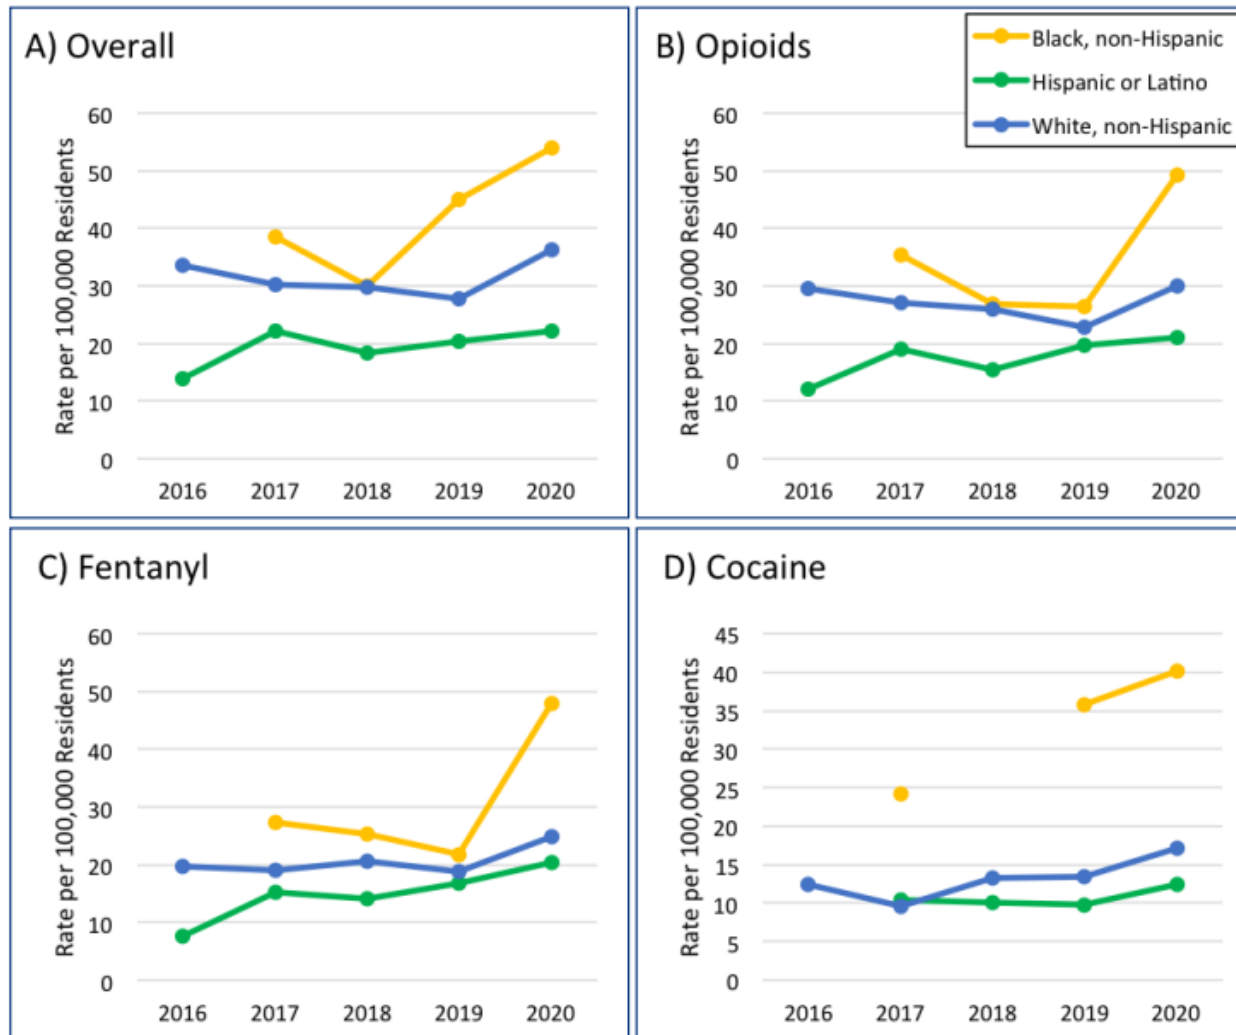 A) Overall
Rate per 100,000 Residents
60
50
40
30
20
10
0
2016 2017 2018 2019 2020
B) Opioids
Black, non-Hispanic
Hispanic or Latino
White, non-Hispanic
Rate per 100,000 Residents
60
50
40
30
20
10
0
2016 2017 2018 2019 2020
C) Fentanyl
Rate per 100,000 Residents
60
50
40
30
20
10
0
2016 2017 2018 2019 2020
D) Cocaine
Rate per 100,000 Residents
45
40
35
30
25
20
15
10
5
0
2016 2017 2018 2019 2020